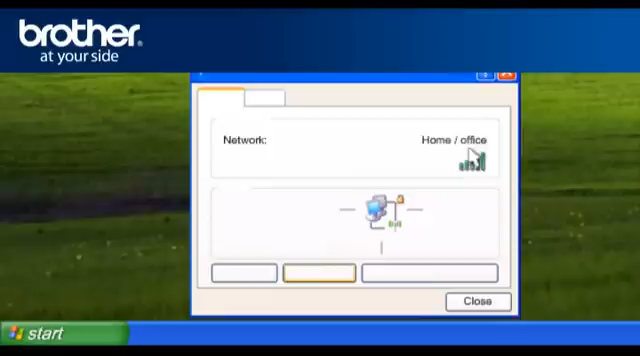 brother
at your side
Network:
Home / office
Close
start